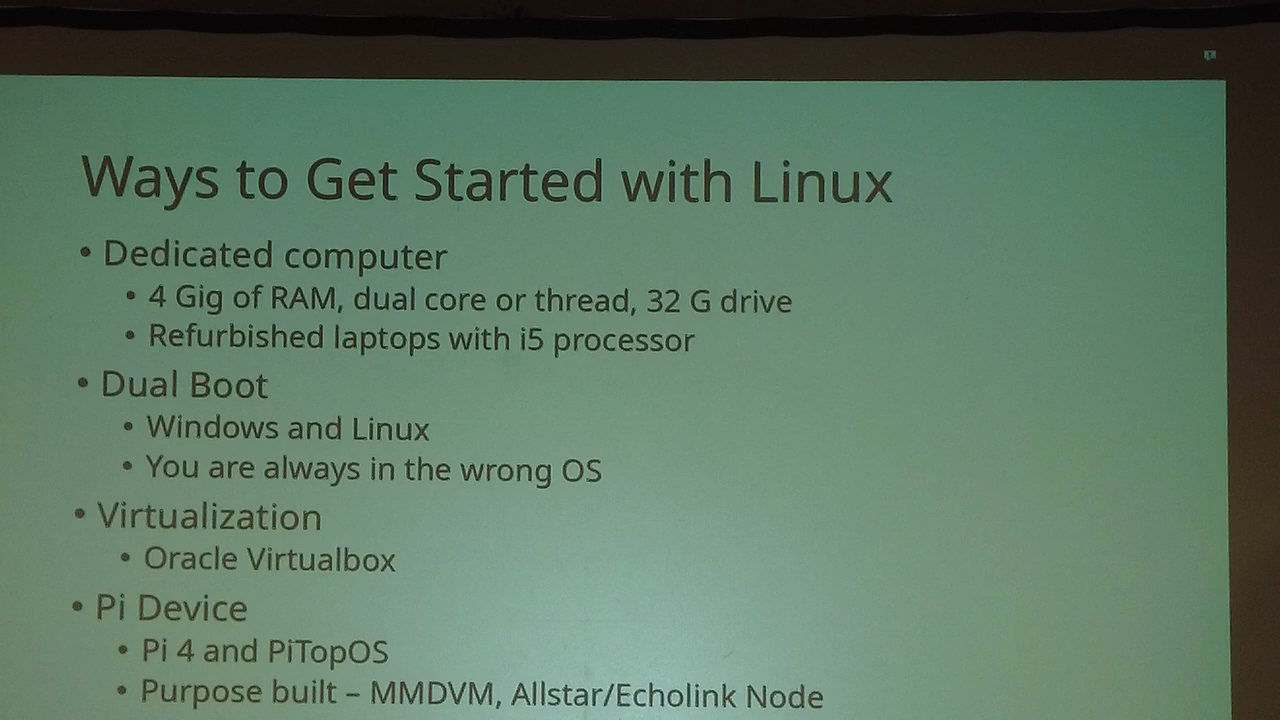 Ways to Get Started with Linux
• Dedicated computer
• 4 Gig of RAM, dual core or thread, 32 G drive
• Refurbished laptops with i5 processor
• Dual Boot
• Windows and Linux
• You are always in the wrong OS
• Virtualization
• Oracle Virtualbox
• Pi Device
• Pi 4 and PiTopOS
• Purpose built – MMDVM, Allstar/Echolink Node